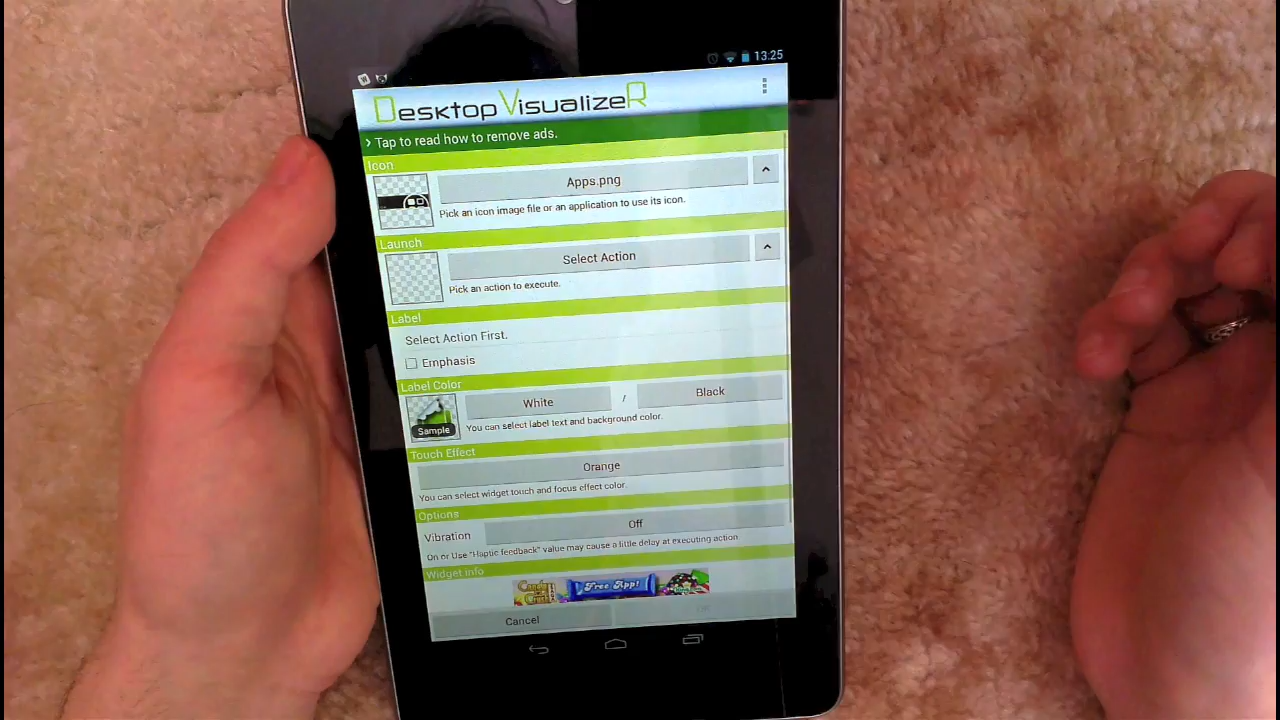 13:25
Desktop VisualizeR
› Tap to read how to remove ads.
Icon
Apps.png
Pick an icon image file or an application to use its icon.
Launch
Select Action
Pick an action to execute.
Label
Select Action First.
Emphasis
Label Color
White / Black
Sample
You can select label text and background color.
Touch Effect
Orange
You can select widget touch and focus effect color.
Options
Vibration Off
On or Use "Haptic feedback" value may cause a little delay at executing action.
Widget info
Candy Crush Free App!
Cancel